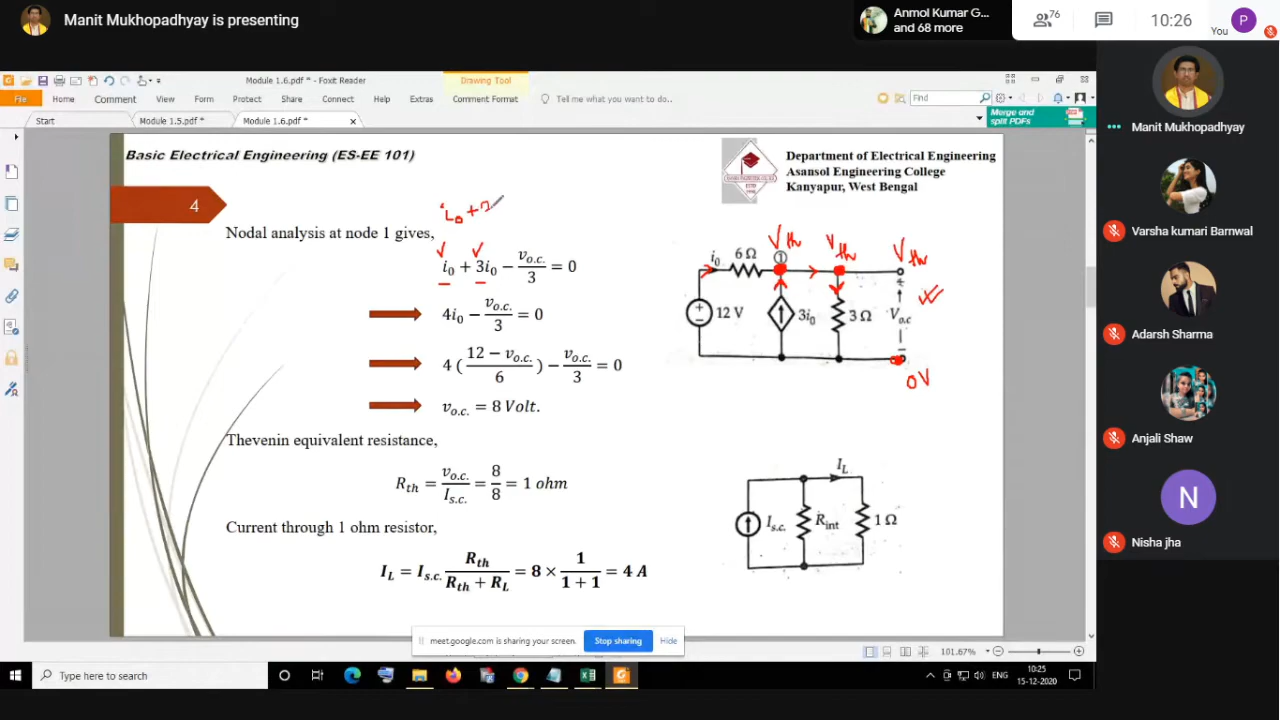 Manit Mukhopadhyay is presenting
Anmol Kumar G...
and 68 more
76
10:26
You
P
Module 1.6.pdf * - Foxit Reader
Drawing Tool
File
Home
Comment
View
Form
Protect
Share
Connect
Help
Extras
Comment Format
Tell me what you want to do...
Find
Start
Module 1.5.pdf *
Module 1.6.pdf *
Merge and
split PDFs
Basic Electrical Engineering (ES-EE 101)
Department of Electrical Engineering
Asansol Engineering College
Kanyapur, West Bengal
4
i0 +
Nodal analysis at node 1 gives,
i0 + 3i0 − vo.c./3 = 0
4i0 − vo.c./3 = 0
4 ( (12 − vo.c.)/6 ) − vo.c./3 = 0
vo.c. = 8 Volt.
Thevenin equivalent resistance,
Rth = vo.c./Is.c. = 8/8 = 1 ohm
Current through 1 ohm resistor,
IL = Is.c. Rth/(Rth + RL) = 8 × 1/(1 + 1) = 4 A
Vth
Vth
Vth
i0
6 Ω
①
+
−
12 V
3i0
3 Ω
+
Vo.c
−
0V
IL
Is.c.
Rint
1 Ω
meet.google.com is sharing your screen.
Stop sharing
Hide
101.67%
Type here to search
ENG
10:25
15-12-2020
Manit Mukhopadhyay
Varsha kumari Barnwal
Adarsh Sharma
Anjali Shaw
N
Nisha jha